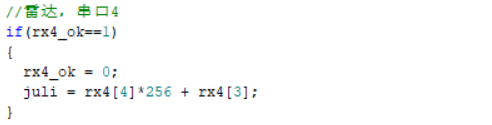 //雷达，串口4
if(rx4_ok==1)
{
  rx4_ok = 0;
  juli = rx4[4]*256 + rx4[3];
}